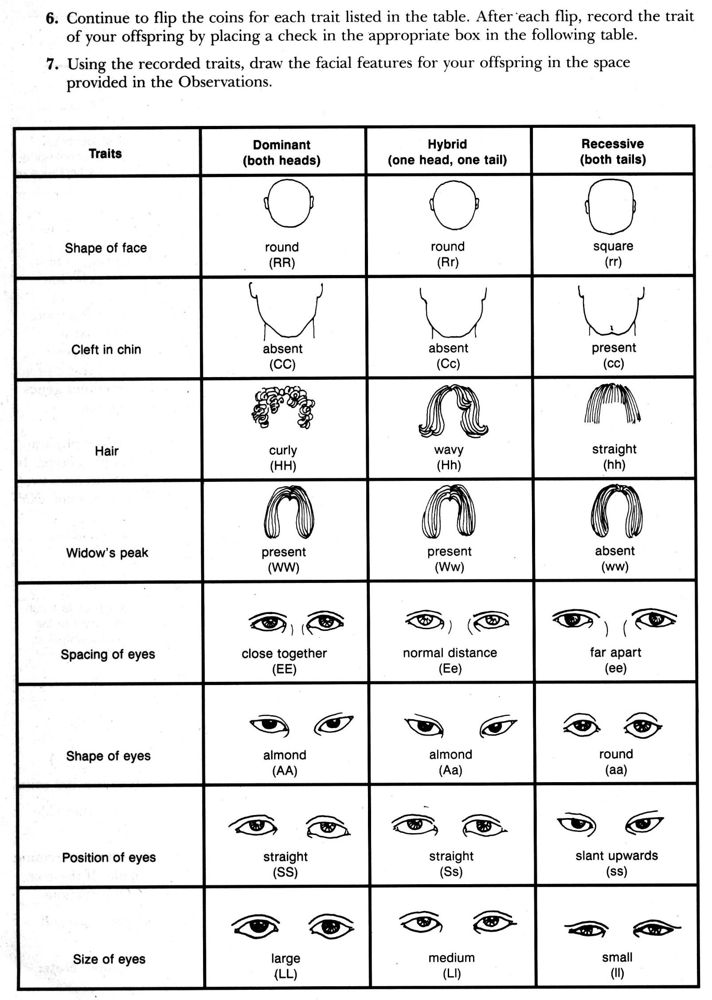 6. Continue to flip the coins for each trait listed in the table. After each flip, record the trait
of your offspring by placing a check in the appropriate box in the following table.
7. Using the recorded traits, draw the facial features for your offspring in the space
provided in the Observations.
Traits
Dominant
(both heads)
Hybrid
(one head, one tail)
Recessive
(both tails)
Shape of face
round
(RR)
round
(Rr)
square
(rr)
Cleft in chin
absent
(CC)
absent
(Cc)
present
(cc)
Hair
curly
(HH)
wavy
(Hh)
straight
(hh)
Widow's peak
present
(WW)
present
(Ww)
absent
(ww)
Spacing of eyes
close together
(EE)
normal distance
(Ee)
far apart
(ee)
Shape of eyes
almond
(AA)
almond
(Aa)
round
(aa)
Position of eyes
straight
(SS)
straight
(Ss)
slant upwards
(ss)
Size of eyes
large
(LL)
medium
(Ll)
small
(ll)